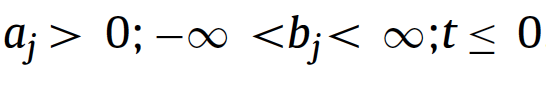 a_j > 0; −∞ <b_j< ∞;t ≤ 0